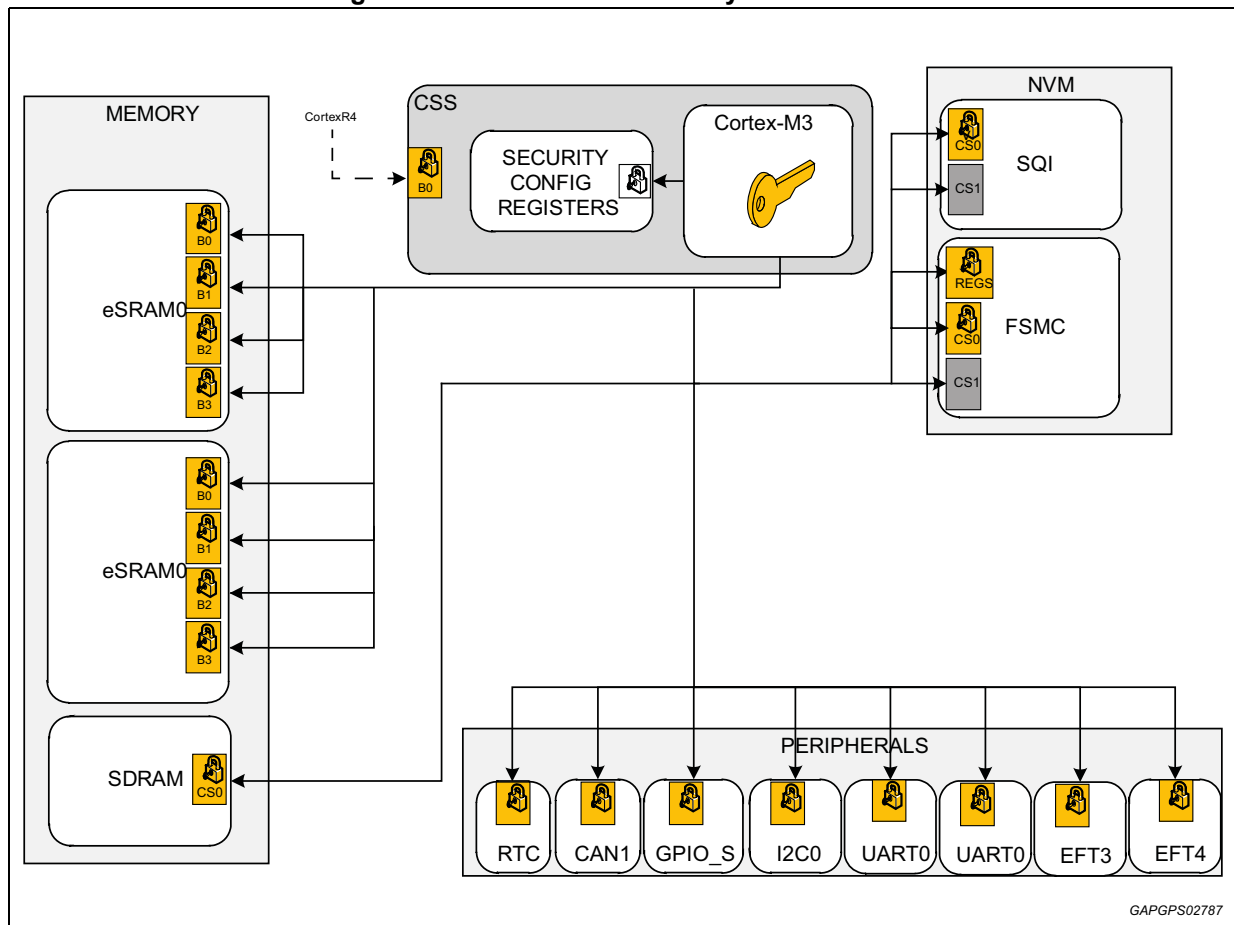 MEMORY
eSRAM0
B0
B1
B2
B3
eSRAM0
B0
B1
B2
B3
SDRAM
CS0
CortexR4
CSS
B0
SECURITY
CONFIG
REGISTERS
Cortex-M3
NVM
CS0
SQI
CS1
REGS
CS0
FSMC
CS1
PERIPHERALS
RTC
CAN1
GPIO_S
I2C0
UART0
UART0
EFT3
EFT4
GAPGPS02787